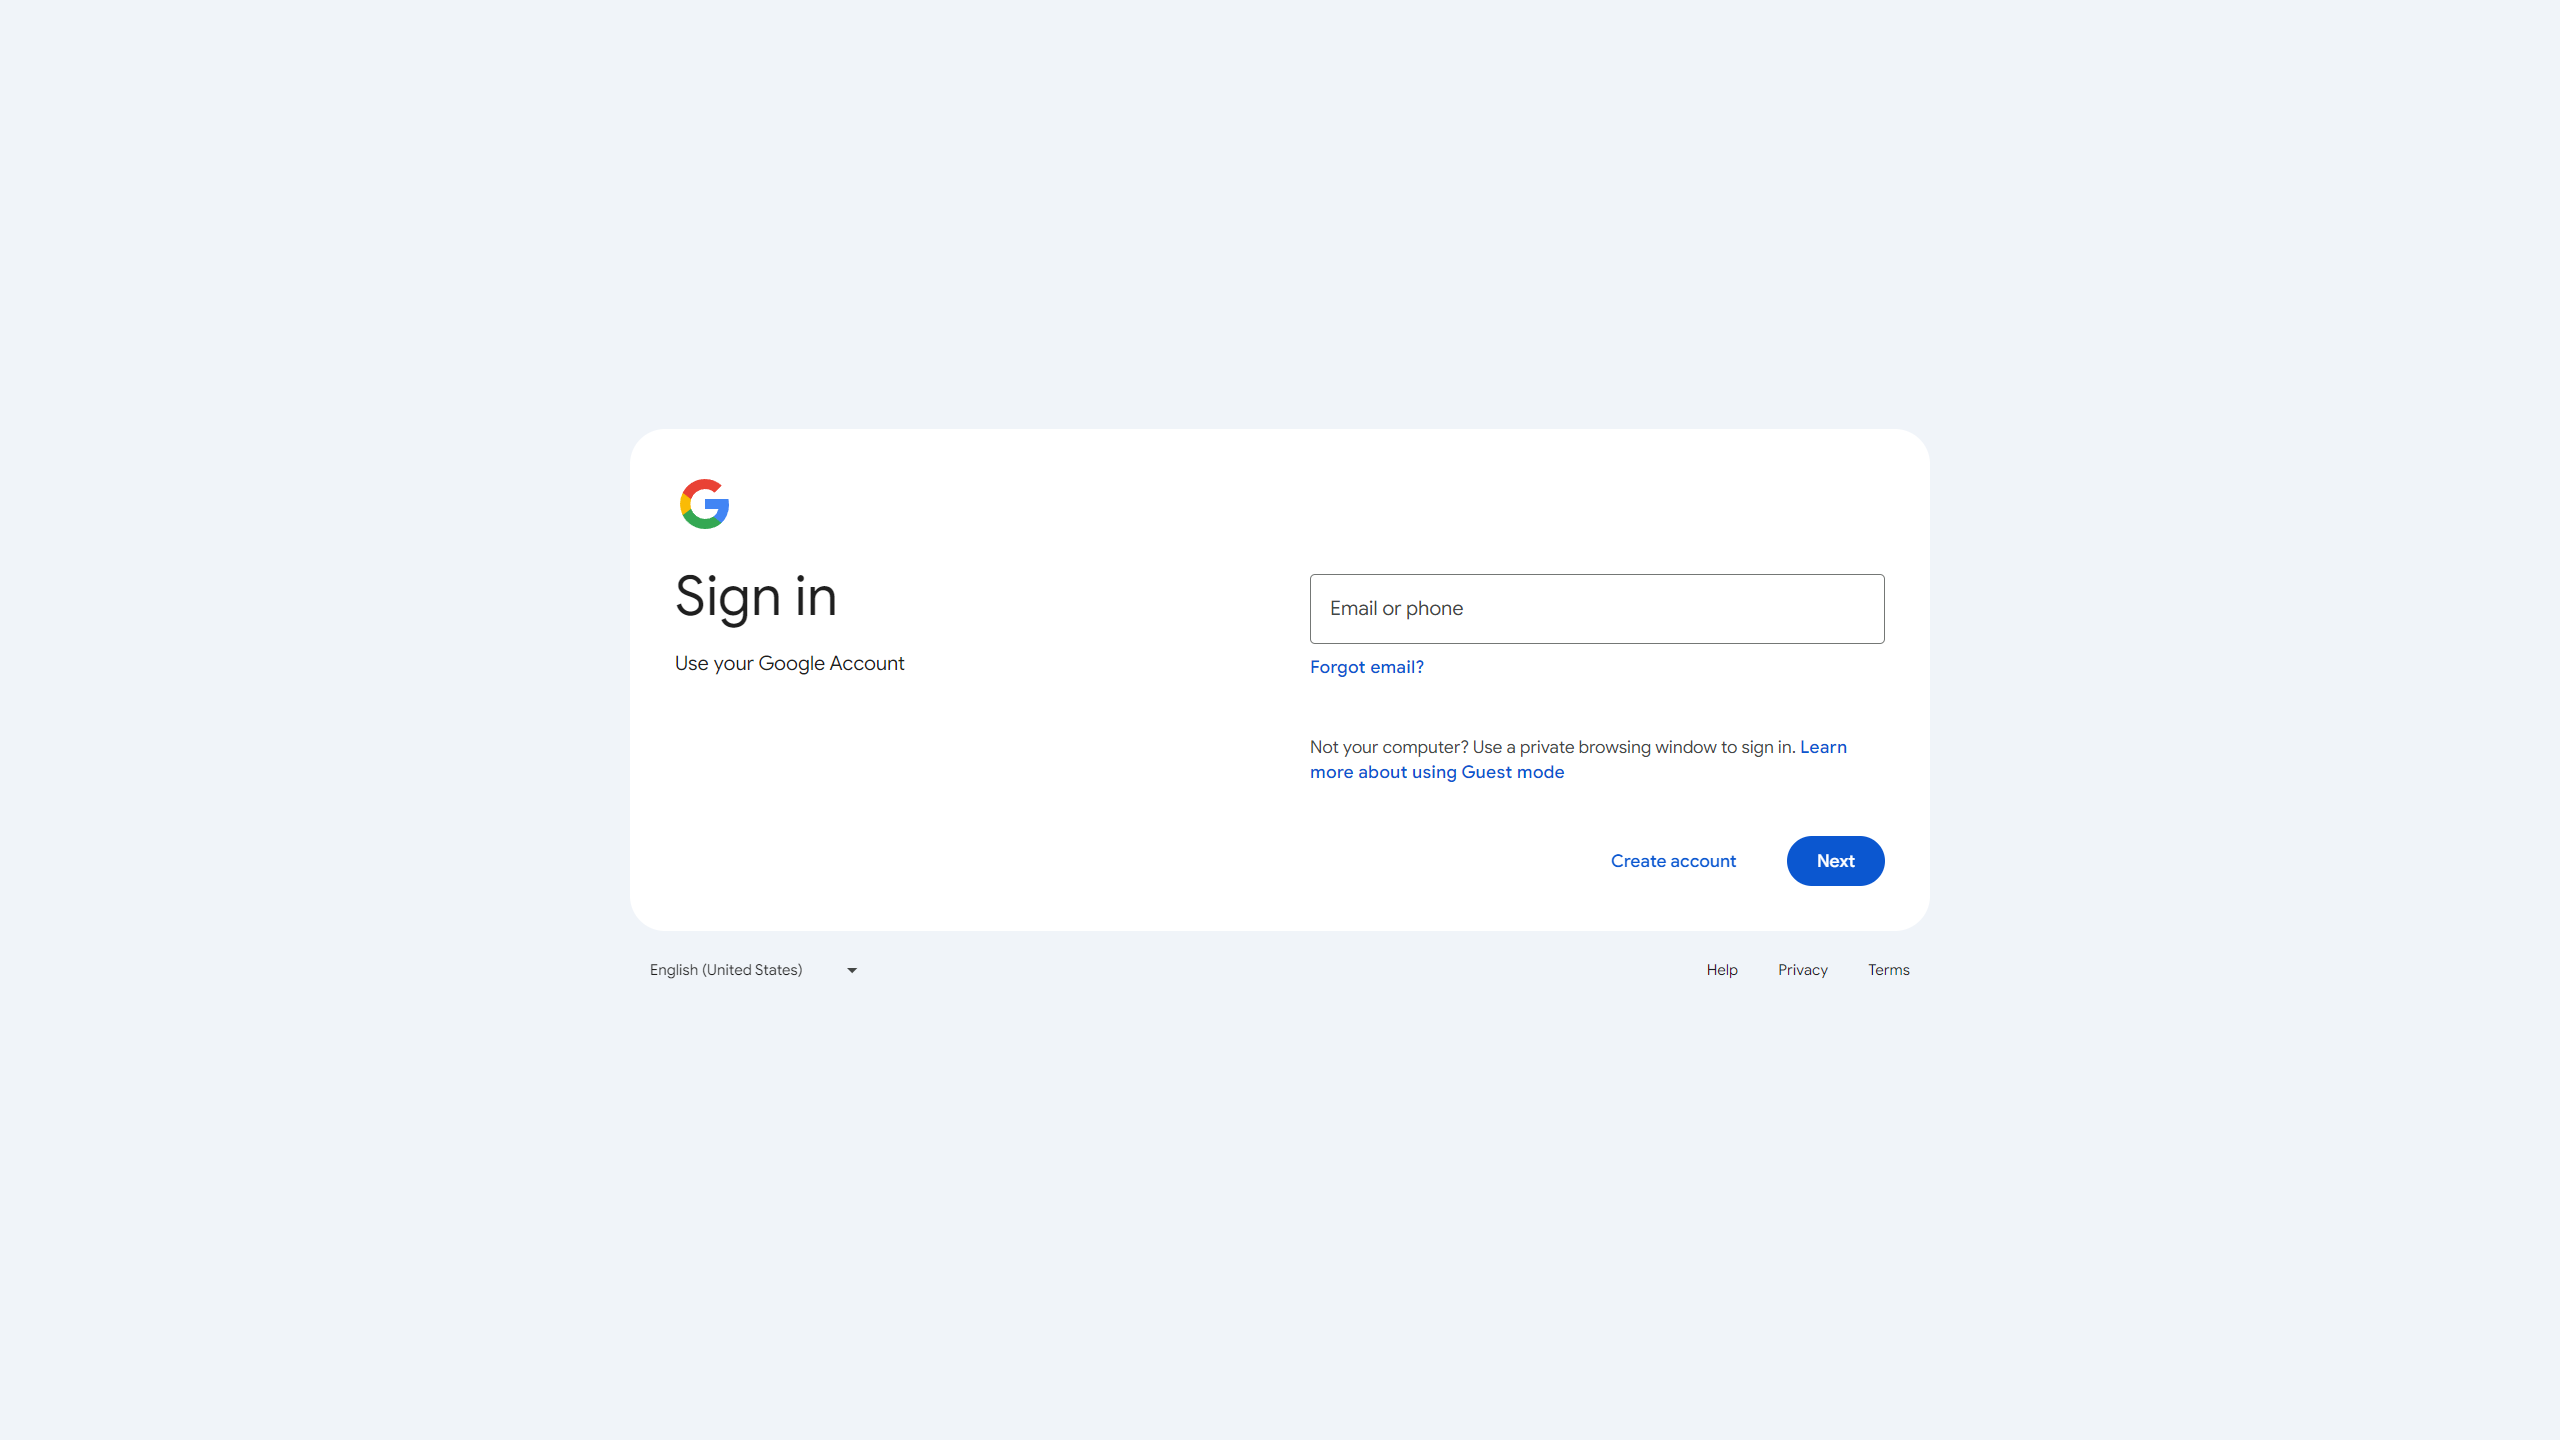 Sign in
Use your Google Account
Email or phone
Forgot email?
Not your computer? Use a private browsing window to sign in. Learn
more about using Guest mode
Create account
Next
English (United States)
Help
Privacy
Terms